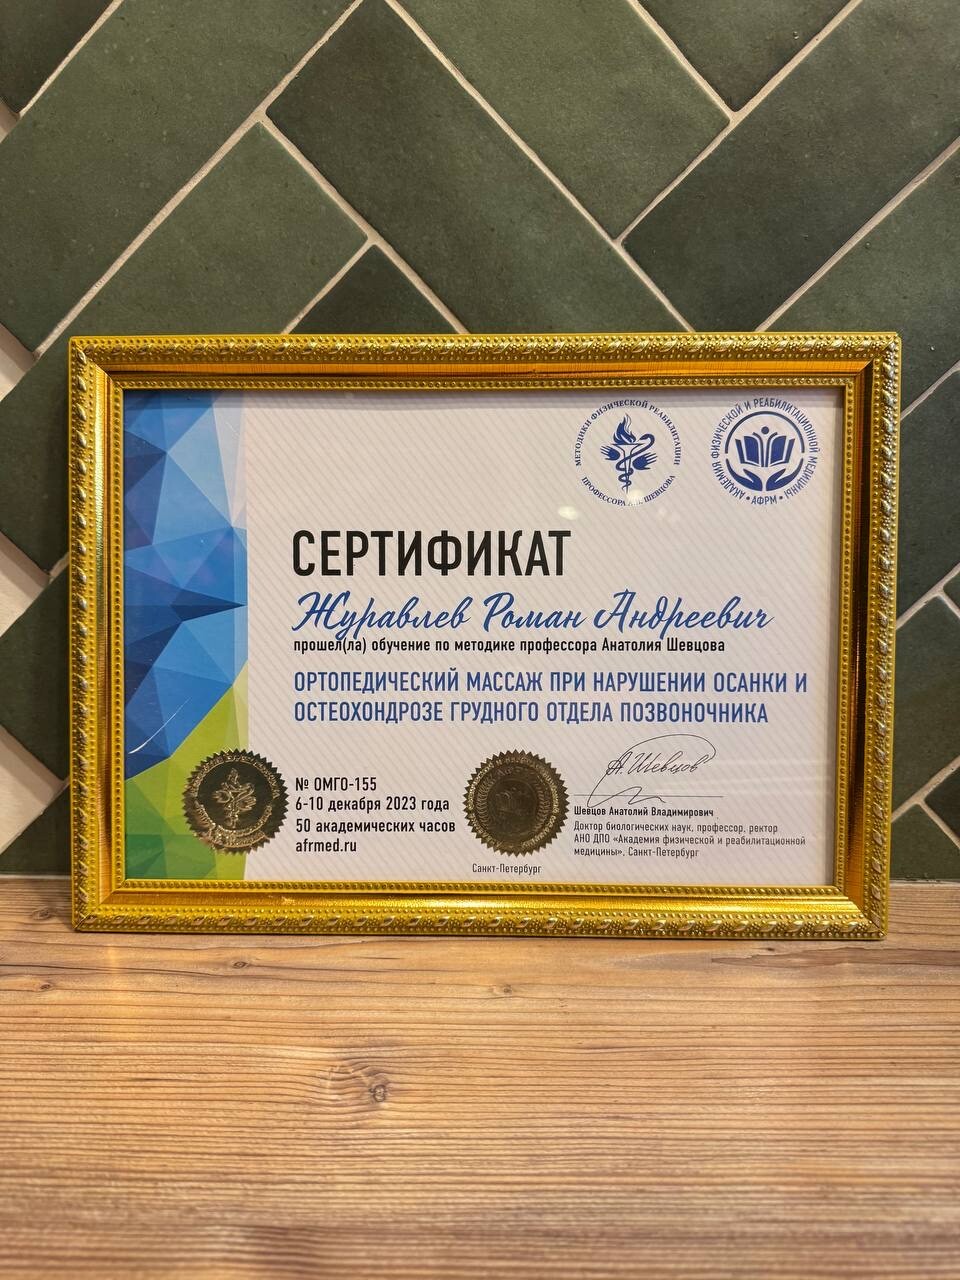 МЕТОДИКИ ФИЗИЧЕСКОЙ РЕАБИЛИТАЦИИ
ПРОФЕССОРА А.В. ШЕВЦОВА
АКАДЕМИЯ ФИЗИЧЕСКОЙ И РЕАБИЛИТАЦИОННОЙ МЕДИЦИНЫ
• АФРМ •
СЕРТИФИКАТ
Журавлев Роман Андреевич
прошел(ла) обучение по методике профессора Анатолия Шевцова
ОРТОПЕДИЧЕСКИЙ МАССАЖ ПРИ НАРУШЕНИИ ОСАНКИ И
ОСТЕОХОНДРОЗЕ ГРУДНОГО ОТДЕЛА ПОЗВОНОЧНИКА
№ ОМГО-155
6-10 декабря 2023 года
50 академических часов
afrmed.ru
Санкт-Петербург
А.Шевцов
Шевцов Анатолий Владимирович
Доктор биологических наук, профессор, ректор
АНО ДПО «Академия физической и реабилитационной
медицины», Санкт-Петербург